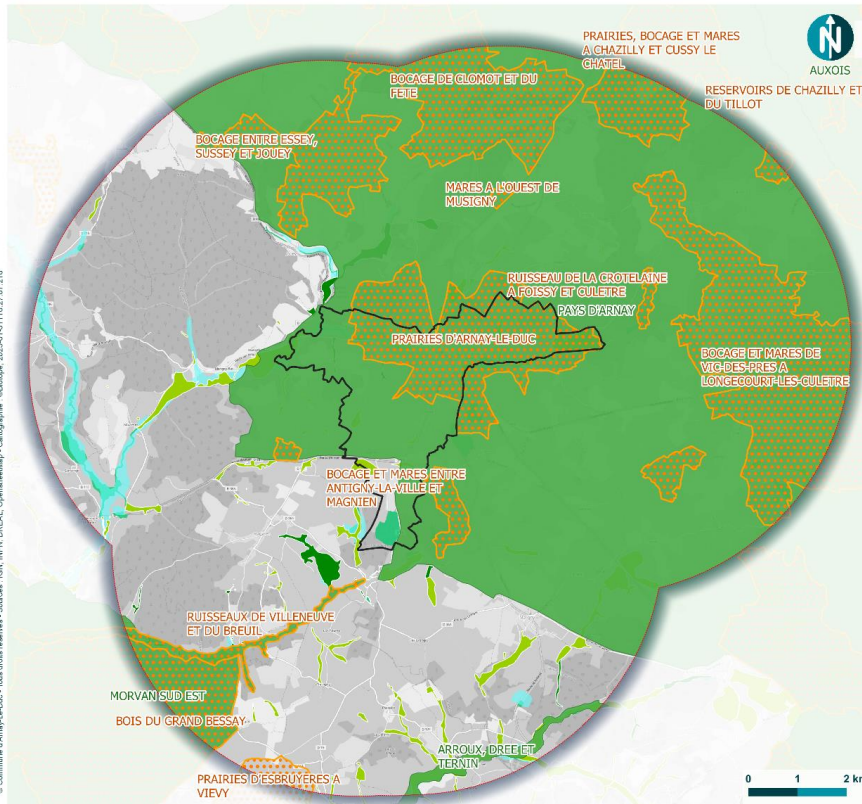 PRAIRIES, BOCAGE ET MARES
A CHAZILLY ET CUSSY LE
CHATEL
N
AUXOIS
BOCAGE DE CLOMOT ET DU
FETE
RESERVOIRS DE CHAZILLY ET
DU TILLOT
BOCAGE ENTRE ESSEY,
SUSSEY ET JOUEY
MARES A L'OUEST DE
MUSIGNY
RUISSEAU DE LA CROTELAINE
A FOISSY ET CULETRE
PAYS D'ARNAY
PRAIRIES D'ARNAY-LE-DUC
BOCAGE ET MARES DE
VIC-DES-PRES A
LONGECOURT-LES-CULETRE
BOCAGE ET MARES ENTRE
ANTIGNY-LA-VILLE ET
MAGNIEN
RUISSEAUX DE VILLENEUVE
ET DU BREUIL
MORVAN SUD EST
BOIS DU GRAND BESSAY
ARROUX, DREE ET
TERNIN
PRAIRIES D'ESBRUYERES A
VIEVY
0 1 2 km